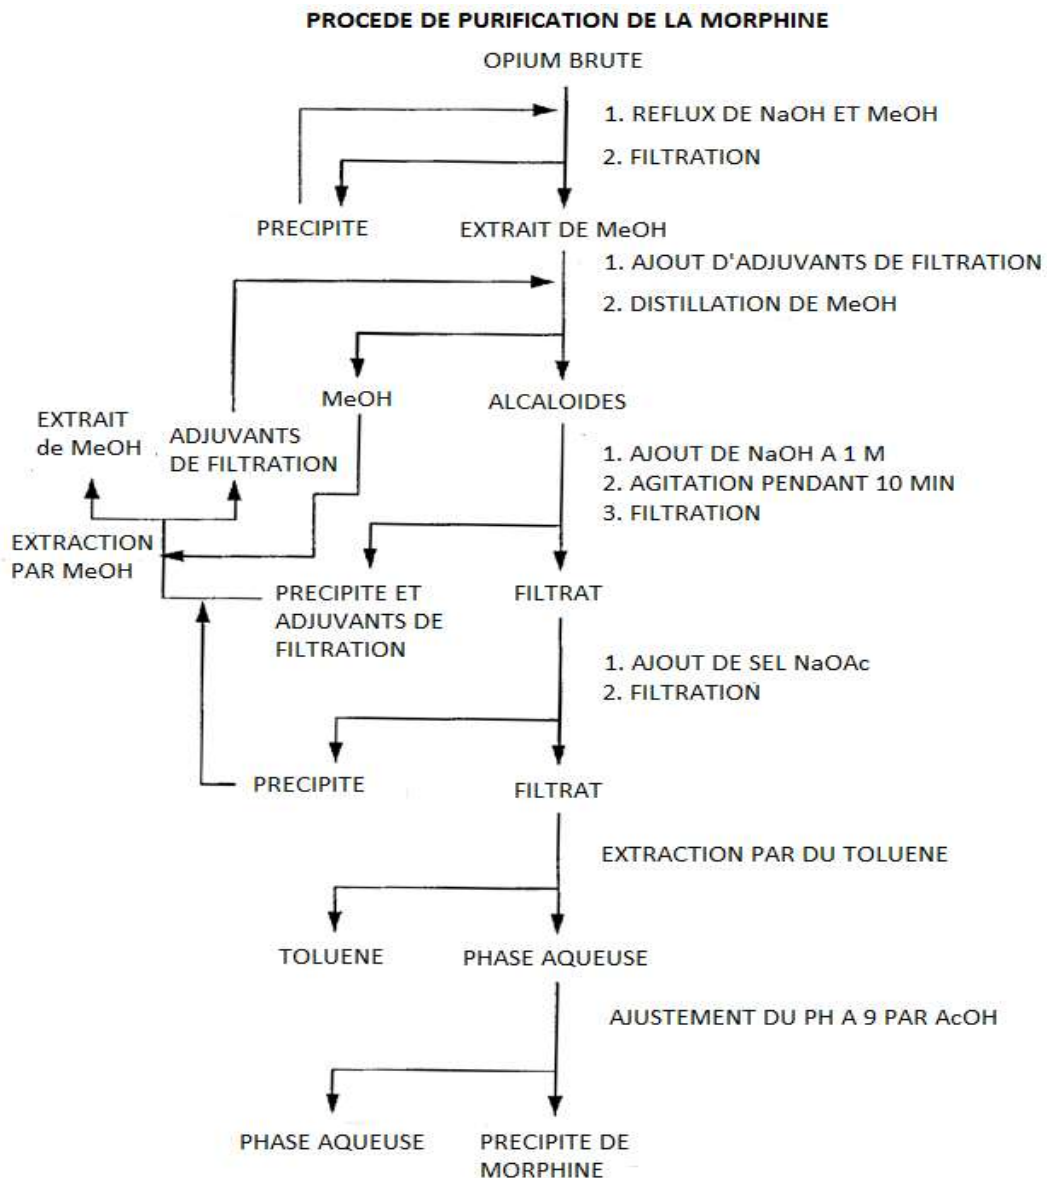 PROCEDE DE PURIFICATION DE LA MORPHINE
OPIUM BRUTE
1. REFLUX DE NaOH ET MeOH
2. FILTRATION
PRECIPITE
EXTRAIT DE MeOH
1. AJOUT D'ADJUVANTS DE FILTRATION
2. DISTILLATION DE MeOH
MeOH
ALCALOIDES
EXTRAIT
de MeOH
ADJUVANTS
DE FILTRATION
1. AJOUT DE NaOH A 1 M
2. AGITATION PENDANT 10 MIN
3. FILTRATION
EXTRACTION
PAR MeOH
PRECIPITE ET
ADJUVANTS DE
FILTRATION
FILTRAT
1. AJOUT DE SEL NaOAc
2. FILTRATION
PRECIPITE
FILTRAT
EXTRACTION PAR DU TOLUENE
TOLUENE
PHASE AQUEUSE
AJUSTEMENT DU PH A 9 PAR AcOH
PHASE AQUEUSE
PRECIPITE DE
MORPHINE